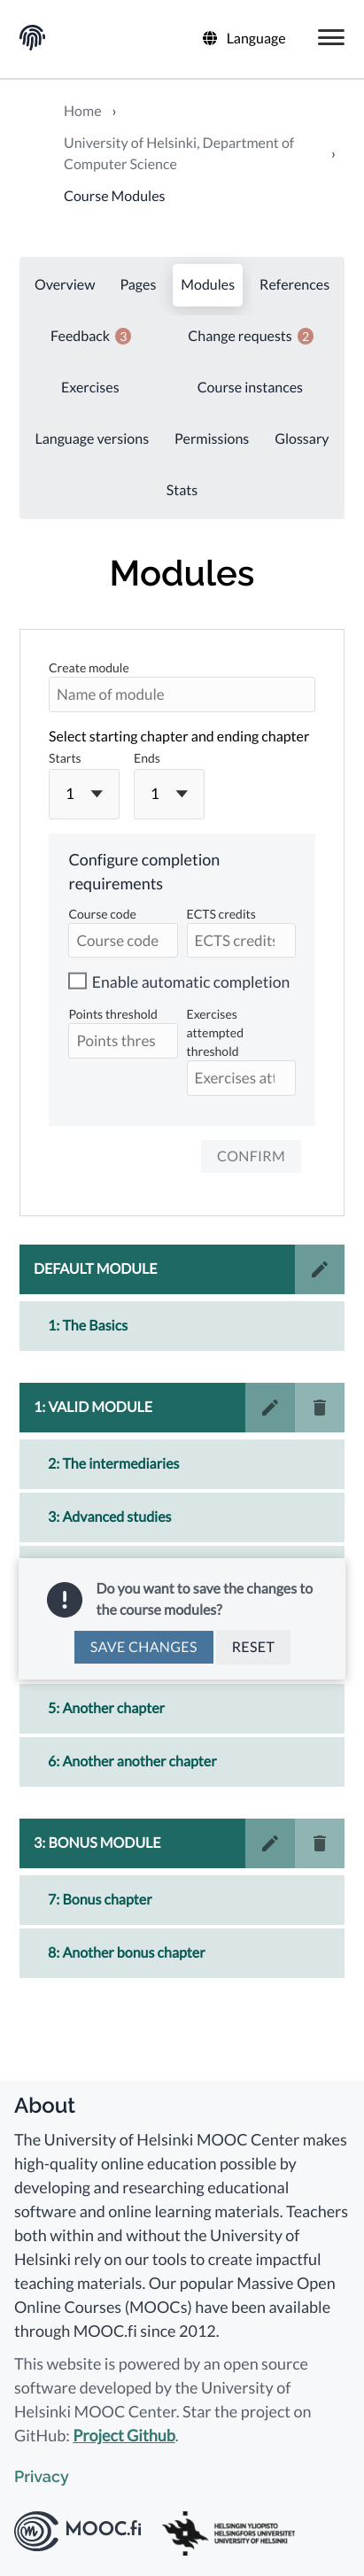 Language
Home ›
University of Helsinki, Department of
Computer Science ›
Course Modules
Overview Pages Modules References
Feedback 3 Change requests 2
Exercises Course instances
Language versions Permissions Glossary
Stats
Modules
Create module
Name of module
Select starting chapter and ending chapter
Starts Ends
1 1
Configure completion
requirements
Course code ECTS credits
Course code ECTS credits
Enable automatic completion
Points threshold Exercises
attempted
threshold
Points thres
Exercises att
CONFIRM
DEFAULT MODULE
1: The Basics
1: VALID MODULE
2: The intermediaries
3: Advanced studies
Do you want to save the changes to
the course modules?
SAVE CHANGES RESET
5: Another chapter
6: Another another chapter
3: BONUS MODULE
7: Bonus chapter
8: Another bonus chapter
About
The University of Helsinki MOOC Center makes
high-quality online education possible by
developing and researching educational
software and online learning materials. Teachers
both within and without the University of
Helsinki rely on our tools to create impactful
teaching materials. Our popular Massive Open
Online Courses (MOOCs) have been available
through MOOC.fi since 2012.
This website is powered by an open source
software developed by the University of
Helsinki MOOC Center. Star the project on
GitHub: Project Github.
Privacy
MOOC.fi
HELSINGIN YLIOPISTO
HELSINGFORS UNIVERSITET
UNIVERSITY OF HELSINKI